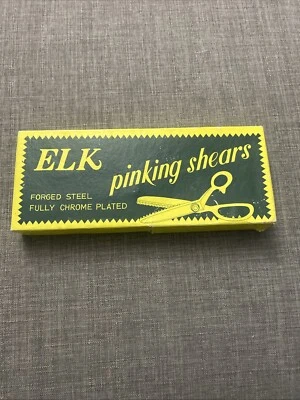 ELK
pinking shears
FORGED STEEL
FULLY CHROME PLATED